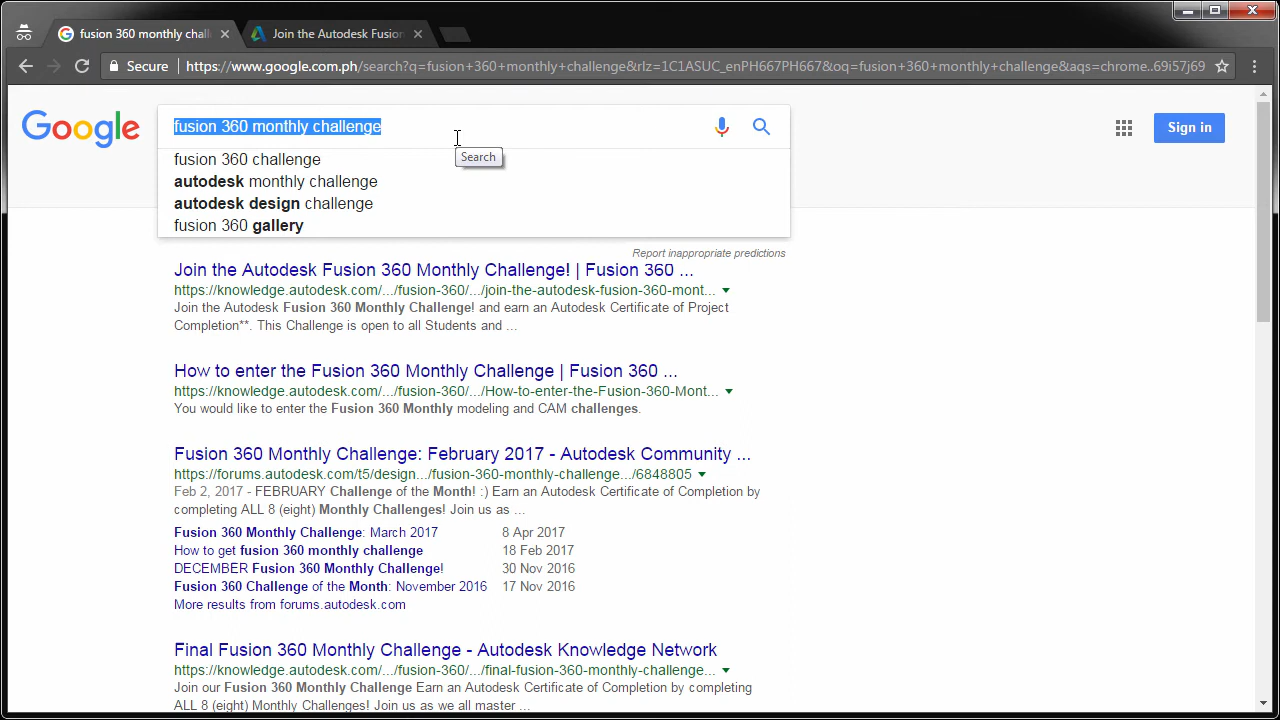 fusion 360 monthly chall
Join the Autodesk Fusion
Secure
https://www.google.com.ph/search?q=fusion+360+monthly+challenge&rlz=1C1ASUC_enPH667PH667&oq=fusion+360+monthly+challenge&aqs=chrome..69i57j69
Google
fusion 360 monthly challenge
Sign in
Search
fusion 360 challenge
autodesk monthly challenge
autodesk design challenge
fusion 360 gallery
Report inappropriate predictions
Join the Autodesk Fusion 360 Monthly Challenge! | Fusion 360 ...
https://knowledge.autodesk.com/.../fusion-360/.../join-the-autodesk-fusion-360-mont...
Join the Autodesk Fusion 360 Monthly Challenge! and earn an Autodesk Certificate of Project
Completion**. This Challenge is open to all Students and ...
How to enter the Fusion 360 Monthly Challenge | Fusion 360 ...
https://knowledge.autodesk.com/.../fusion-360/.../How-to-enter-the-Fusion-360-Mont...
You would like to enter the Fusion 360 Monthly modeling and CAM challenges.
Fusion 360 Monthly Challenge: February 2017 - Autodesk Community ...
https://forums.autodesk.com/t5/design.../fusion-360-monthly-challenge.../6848805
Feb 2, 2017 - FEBRUARY Challenge of the Month! :) Earn an Autodesk Certificate of Completion by
completing ALL 8 (eight) Monthly Challenges! Join us as ...
Fusion 360 Monthly Challenge: March 2017 8 Apr 2017
How to get fusion 360 monthly challenge 18 Feb 2017
DECEMBER Fusion 360 Monthly Challenge! 30 Nov 2016
Fusion 360 Challenge of the Month: November 2016 17 Nov 2016
More results from forums.autodesk.com
Final Fusion 360 Monthly Challenge - Autodesk Knowledge Network
https://knowledge.autodesk.com/.../fusion-360/.../final-fusion-360-monthly-challenge...
Join our Fusion 360 Monthly Challenge Earn an Autodesk Certificate of Completion by completing
ALL 8 (eight) Monthly Challenges! Join us as we all master ...